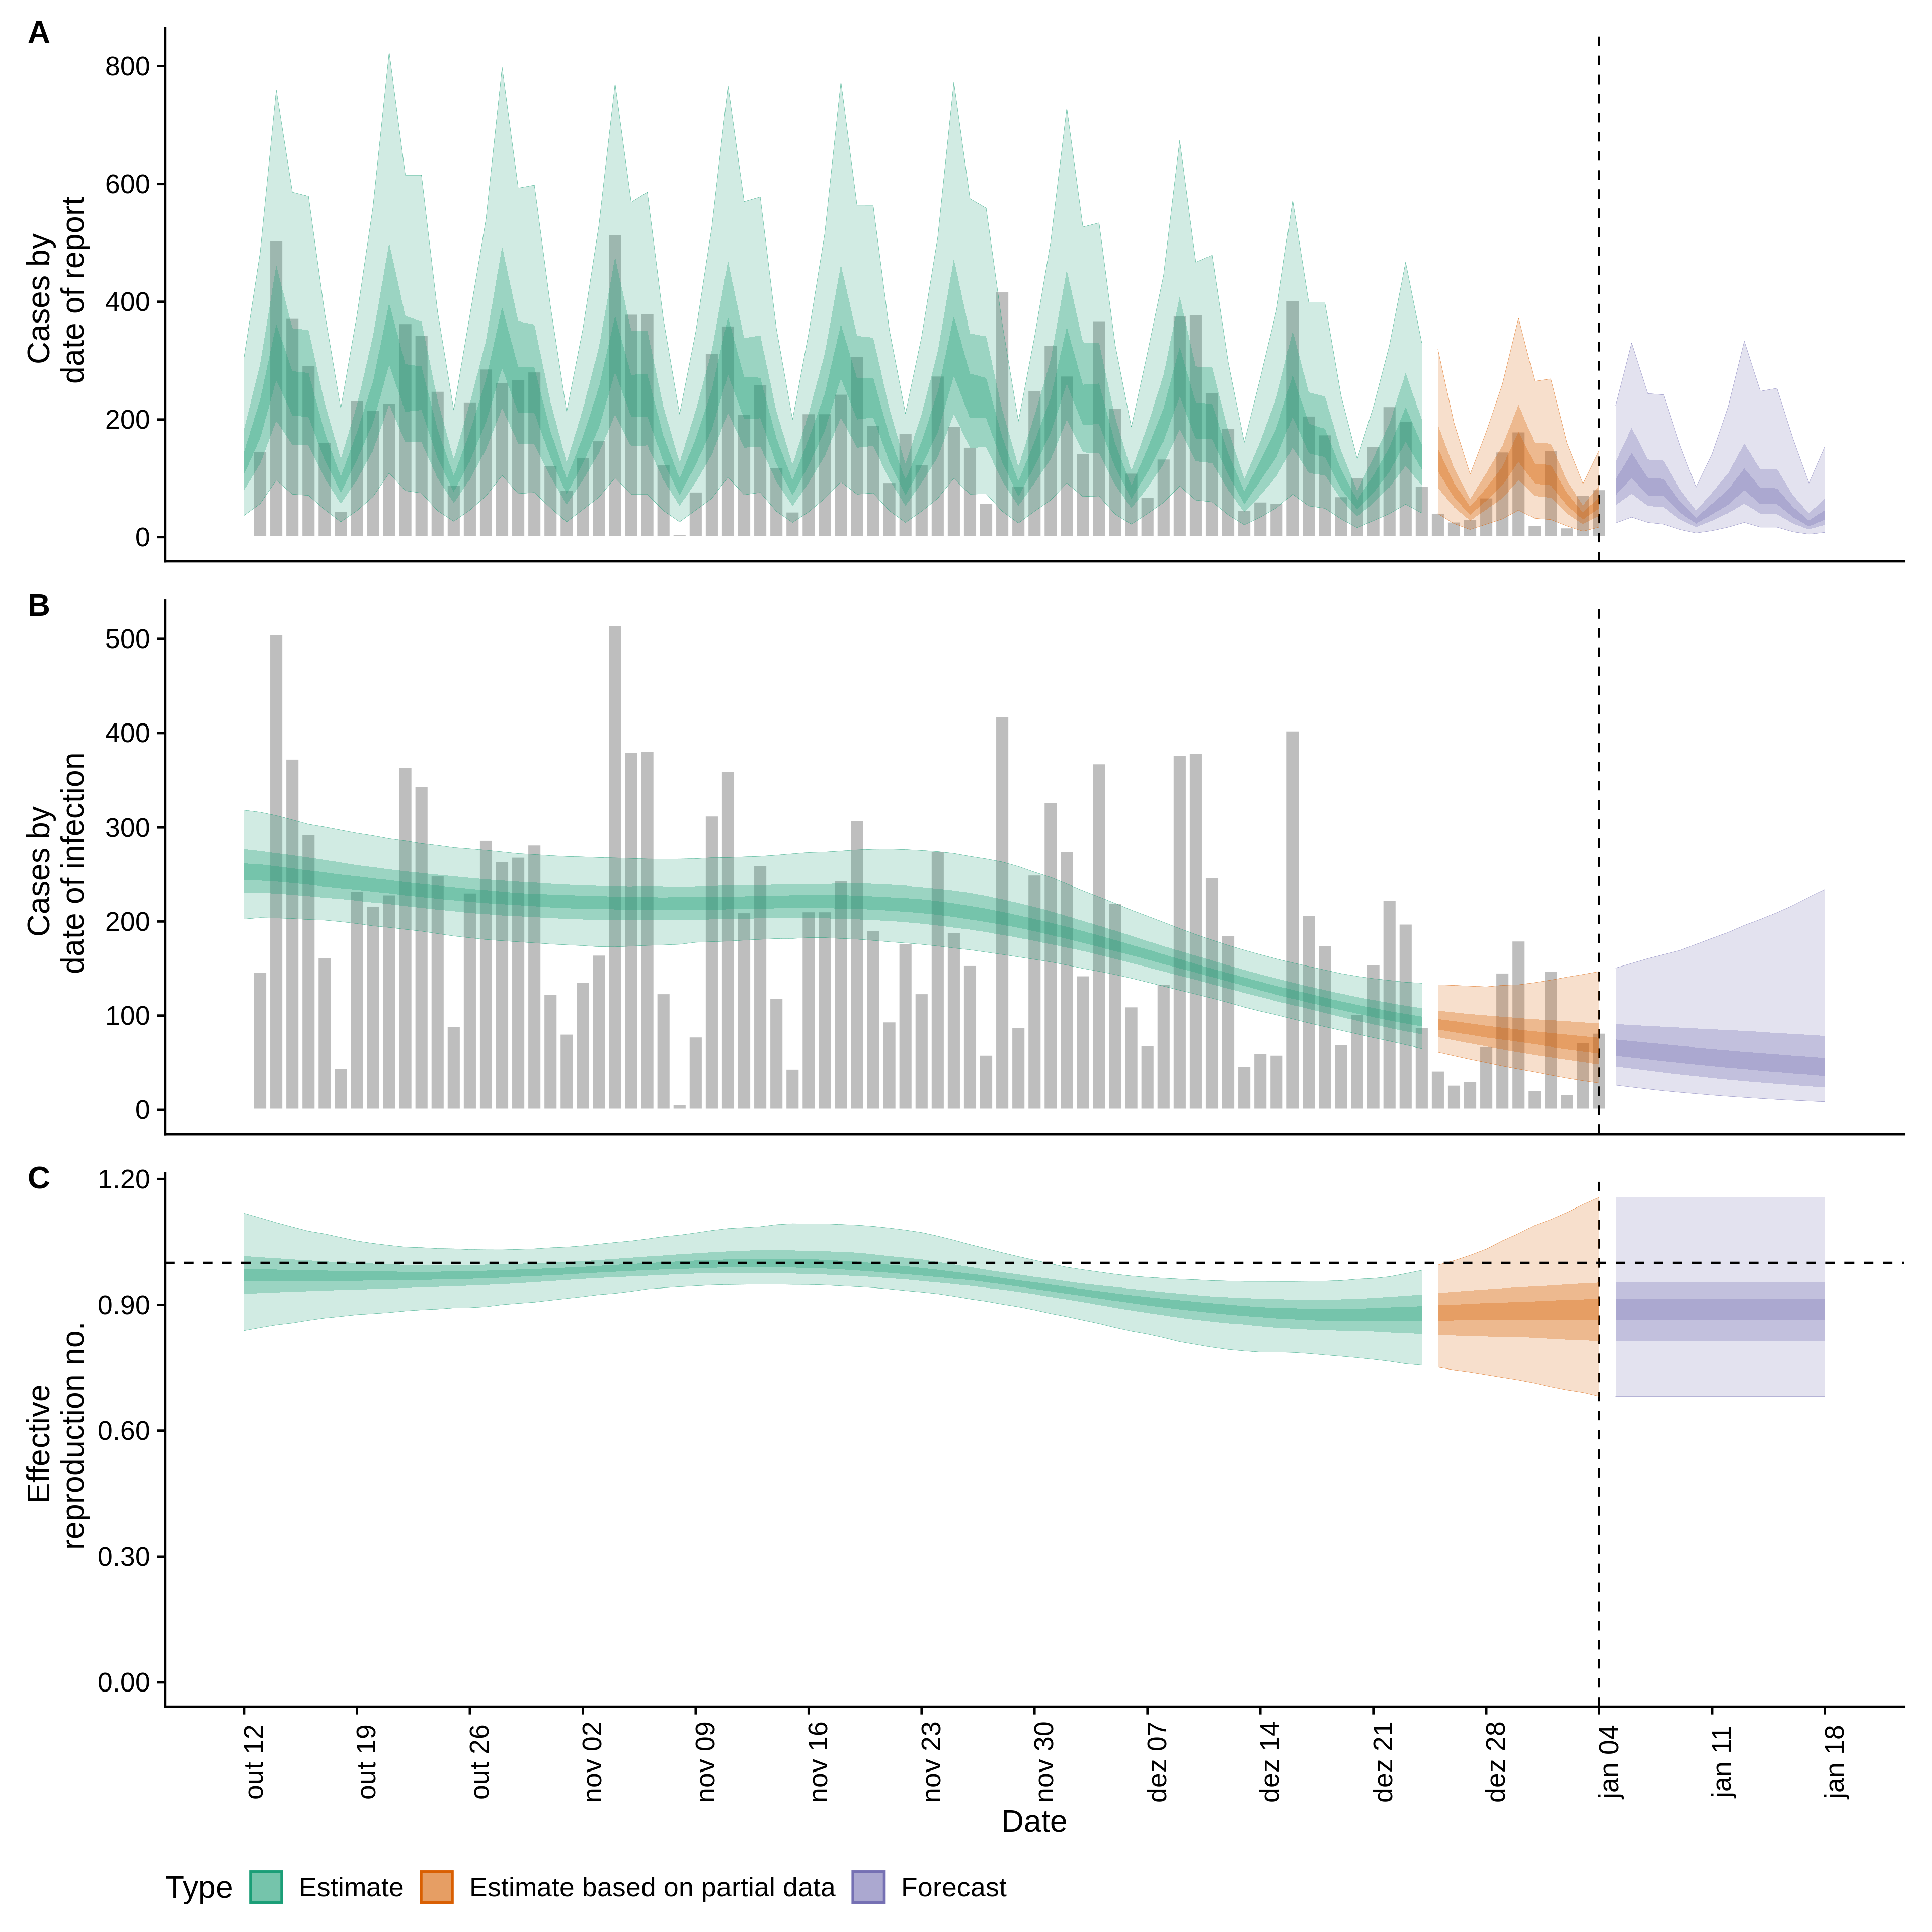 A
800
600
400
200
0
Cases by
date of report
B
500
400
300
200
100
0
Cases by
date of infection
C
1.20
0.90
0.60
0.30
0.00
Effective
reproduction no.
out 12
out 19
out 26
nov 02
nov 09
nov 16
nov 23
nov 30
dez 07
dez 14
dez 21
dez 28
jan 04
jan 11
jan 18
Date
Type
Estimate
Estimate based on partial data
Forecast